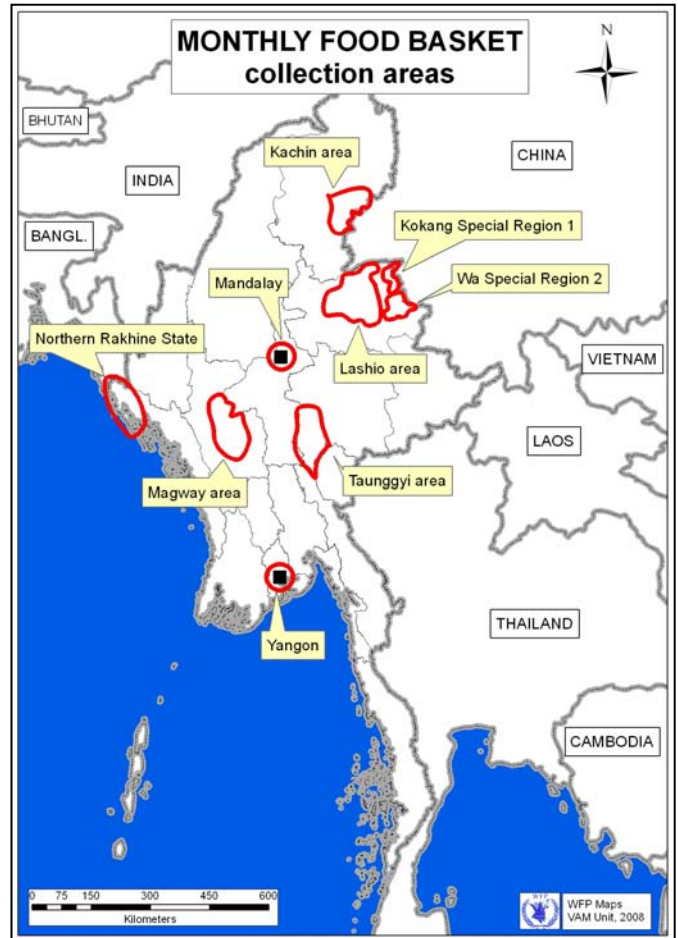 MONTHLY FOOD BASKET
collection areas
N
BHUTAN
Kachin area
CHINA
INDIA
Kokang Special Region 1
BANGL.
Mandalay
Wa Special Region 2
Northern Rakhine State
Lashio area
VIETNAM
LAOS
Magway area
Taunggyi area
Yangon
THAILAND
CAMBODIA
0 75 150 300 450 600
Kilometers
WFP
WFP Maps
VAM Unit, 2008